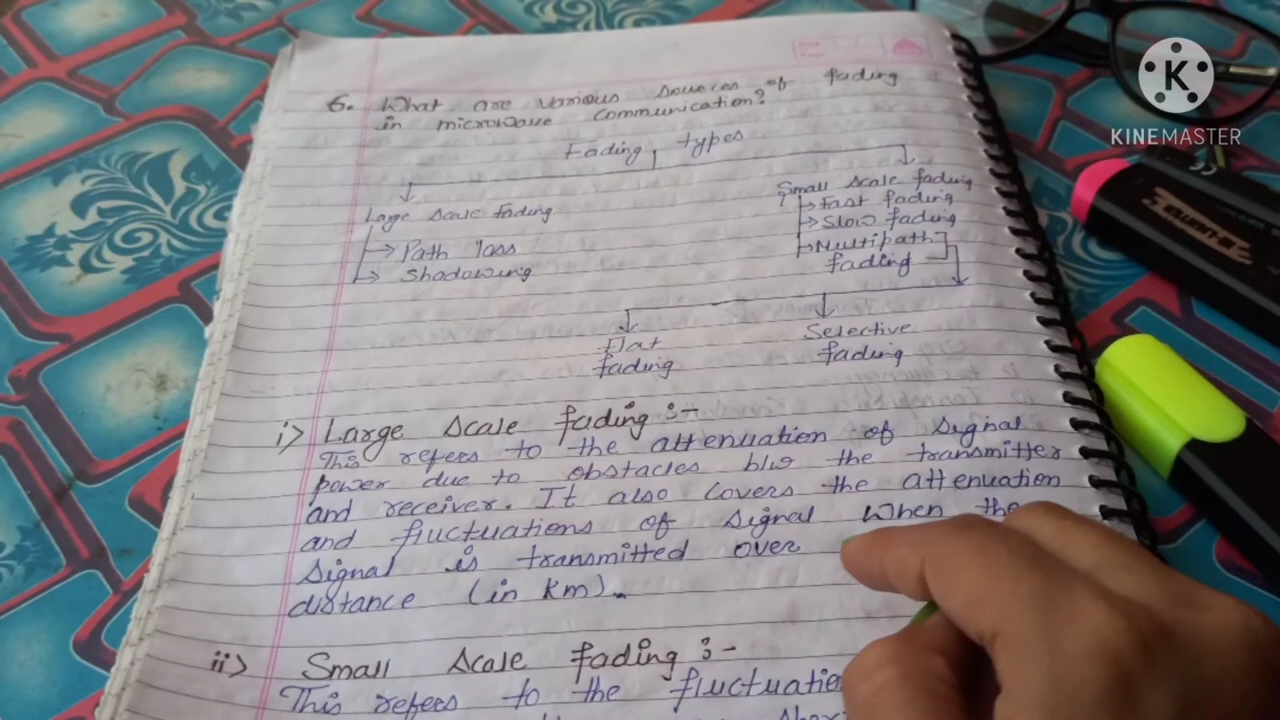 6. What are various sources of fading
in microwave communication?
Fading types
Large scale fading
→ Path loss
→ Shadowing
Small scale fading
→ Fast fading
→ Slow fading
→ Multipath
fading
Flat
fading
Selective
fading
i) Large scale fading :-
This refers to the attenuation of signal
power due to obstacles b/w the transmitter
and receiver. It also covers the attenuation
and fluctuations of signal when the
signal is transmitted over
distance (in Km).
ii) Small scale fading :-
This refers to the fluctuation
K
KINEMASTER